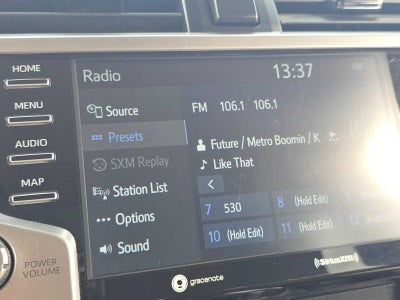 HOME
MENU
AUDIO
MAP
POWER
VOLUME
Radio
13:37
Source
Presets
SXM Replay
Station List
Options
Sound
FM 106.1 106.1
Future / Metro Boomin / K
Like That
<
7 530
8 (Hold Edit)
9
10 (Hold Edit)
11 (Hold Edit)
12
gracenote
SiriusXM